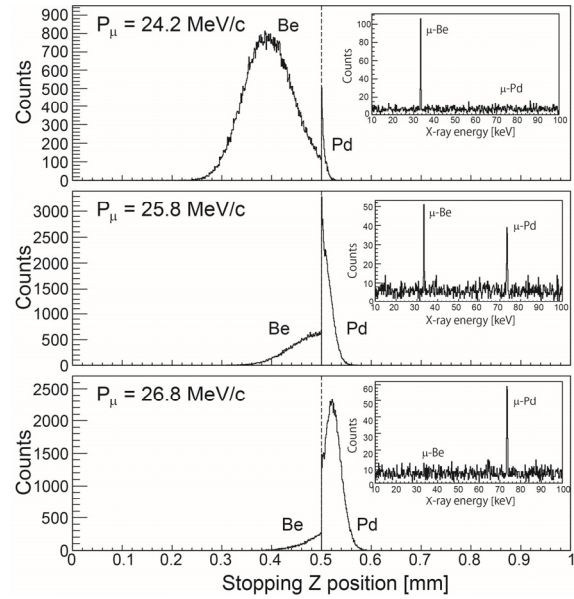 Pμ = 24.2 MeV/c
Be
Pd
Counts
900
800
700
600
500
400
300
200
100
0
μ-Be
μ-Pd
Counts
100
80
60
40
20
0
10 20 30 40 50 60 70 80 90 100
X-ray energy [keV]
Pμ = 25.8 MeV/c
Be
Pd
Counts
3000
2500
2000
1500
1000
500
0
μ-Be
μ-Pd
Counts
50
40
30
20
10
0
10 20 30 40 50 60 70 80 90 100
X-ray energy [keV]
Pμ = 26.8 MeV/c
Be
Pd
Counts
2500
2000
1500
1000
500
0
μ-Be
μ-Pd
Counts
60
50
40
30
20
10
0
10 20 30 40 50 60 70 80 90 100
X-ray energy [keV]
0 0.1 0.2 0.3 0.4 0.5 0.6 0.7 0.8 0.9 1
Stopping Z position [mm]